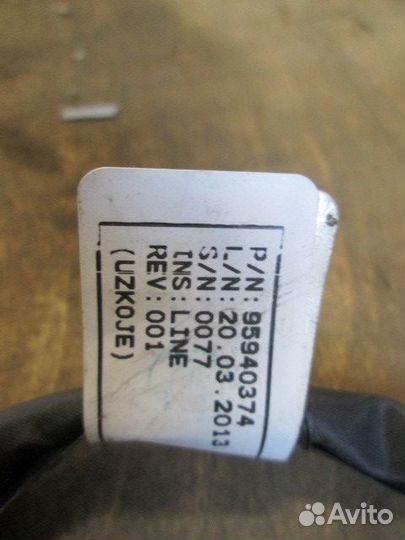 P/N:95940374
L/N:20.03.2013
S/N:0077
INS:LINE
REV:001
(UZKOJE)
Avito